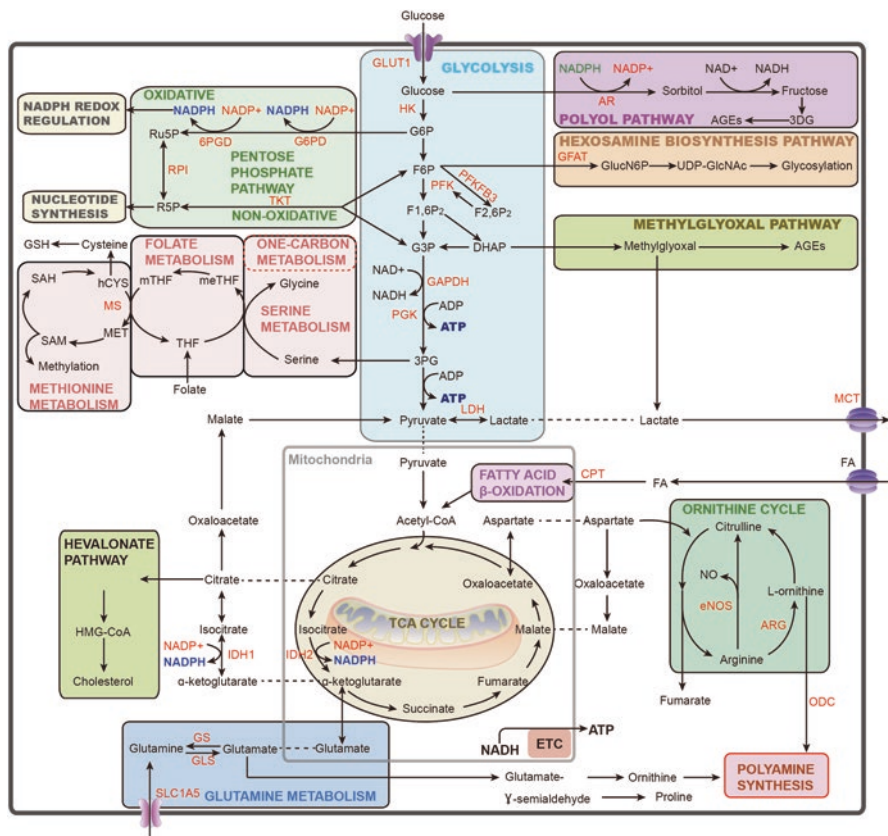 Glucose
GLUT1
GLYCOLYSIS
Glucose
HK
G6P
F6P
PFK
PFKFB3
F1,6P2
F2,6P2
G3P
DHAP
NAD+
GAPDH
NADH
ADP
PGK
ATP
3PG
ADP
ATP
Pyruvate
LDH
Lactate
Lactate
MCT
OXIDATIVE
NADPH
NADP+
NADPH
NADP+
NADPH REDOX
REGULATION
Ru5P
6PGD
G6PD
RPI
PENTOSE
PHOSPHATE
PATHWAY
NUCLEOTIDE
SYNTHESIS
R5P
TKT
NON-OXIDATIVE
NADPH
NADP+
NAD+
NADH
AR
Sorbitol
Fructose
POLYOL PATHWAY
AGEs
3DG
HEXOSAMINE BIOSYNTHESIS PATHWAY
GFAT
GlucN6P
UDP-GlcNAc
Glycosylation
METHYLGLYOXAL PATHWAY
Methylglyoxal
AGEs
GSH
Cysteine
FOLATE
METABOLISM
ONE-CARBON
METABOLISM
SAH
hCYS
mTHF
meTHF
Glycine
MS
SERINE
METABOLISM
SAM
MET
THF
Serine
Methylation
METHIONINE
METABOLISM
Folate
Malate
Mitochondria
Pyruvate
FATTY ACID
β-OXIDATION
CPT
FA
FA
Oxaloacetate
Acetyl-CoA
Aspartate
Aspartate
ORNITHINE CYCLE
Citrulline
HEVALONATE
PATHWAY
Citrate
Citrate
Oxaloacetate
Oxaloacetate
NO
L-ornithine
eNOS
ARG
HMG-CoA
Isocitrate
Isocitrate
TCA CYCLE
Malate
Malate
NADP+
NADPH
IDH1
NADP+
IDH2
NADPH
Arginine
Cholesterol
α-ketoglutarate
α-ketoglutarate
Fumarate
Succinate
Fumarate
ODC
GS
Glutamine
Glutamate
Glutamate
GLS
NADH
ETC
ATP
SLC1A5
GLUTAMINE METABOLISM
Glutamate-
Ornithine
γ-semialdehyde
Proline
POLYAMINE
SYNTHESIS